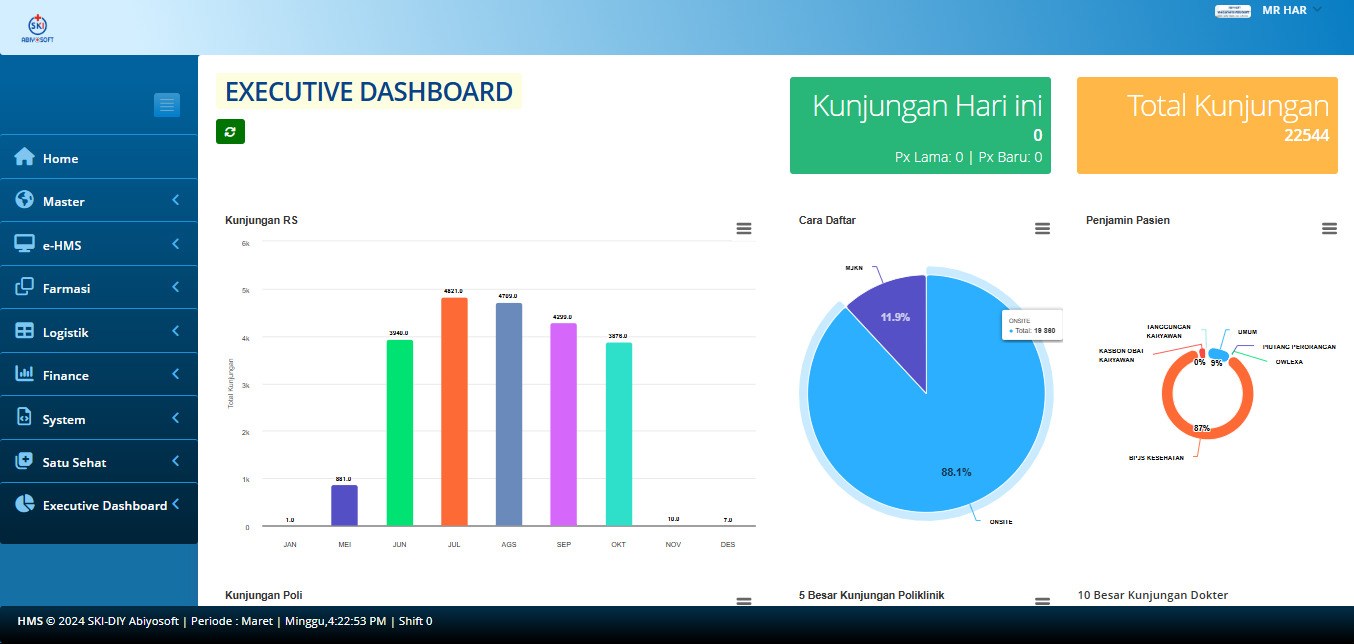 SKI
ABIYOSOFT
MR HAR
EXECUTIVE DASHBOARD
Kunjungan Hari ini
0
Px Lama: 0 | Px Baru: 0
Total Kunjungan
22544
Home
Master
e-HMS
Farmasi
Logistik
Finance
System
Satu Sehat
Executive Dashboard
Kunjungan RS
6k
5k
4k
3k
2k
1k
0
Total Kunjungan
1.0
881.0
3940.0
4821.0
4709.0
4299.0
3876.0
10.0
7.0
JAN
MEI
JUN
JUL
AGS
SEP
OKT
NOV
DES
Cara Daftar
MJKN
11.9%
ONSITE
Total: 19 360
88.1%
ONSITE
Penjamin Pasien
TANGGUNGAN
KARYAWAN
UMUM
KASBON OBAT
KARYAWAN
PIUTANG PERORANGAN
OWLEXA
0%
9%
87%
BPJS KESEHATAN
Kunjungan Poli
5 Besar Kunjungan Poliklinik
10 Besar Kunjungan Dokter
HMS © 2024 SKI-DIY Abiyosoft | Periode : Maret | Minggu,4:22:53 PM | Shift 0